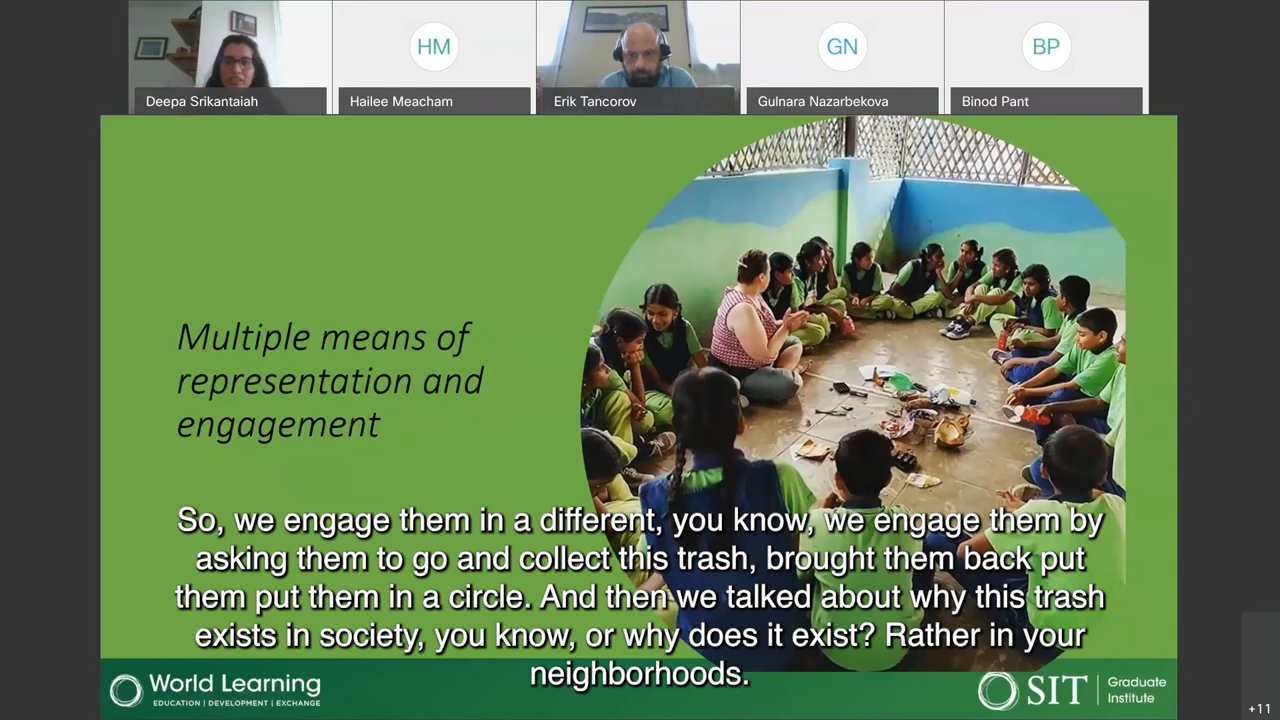 HM
GN
BP
Deepa Srikantaiah
Hailee Meacham
Erik Tancorov
Gulnara Nazarbekova
Binod Pant
Multiple means of
representation and
engagement
So, we engage them in a different, you know, we engage them by
asking them to go and collect this trash, brought them back put
them put them in a circle. And then we talked about why this trash
exists in society, you know, or why does it exist? Rather in your
neighborhoods.
World Learning
EDUCATION | DEVELOPMENT | EXCHANGE
SIT
Graduate
Institute
+11